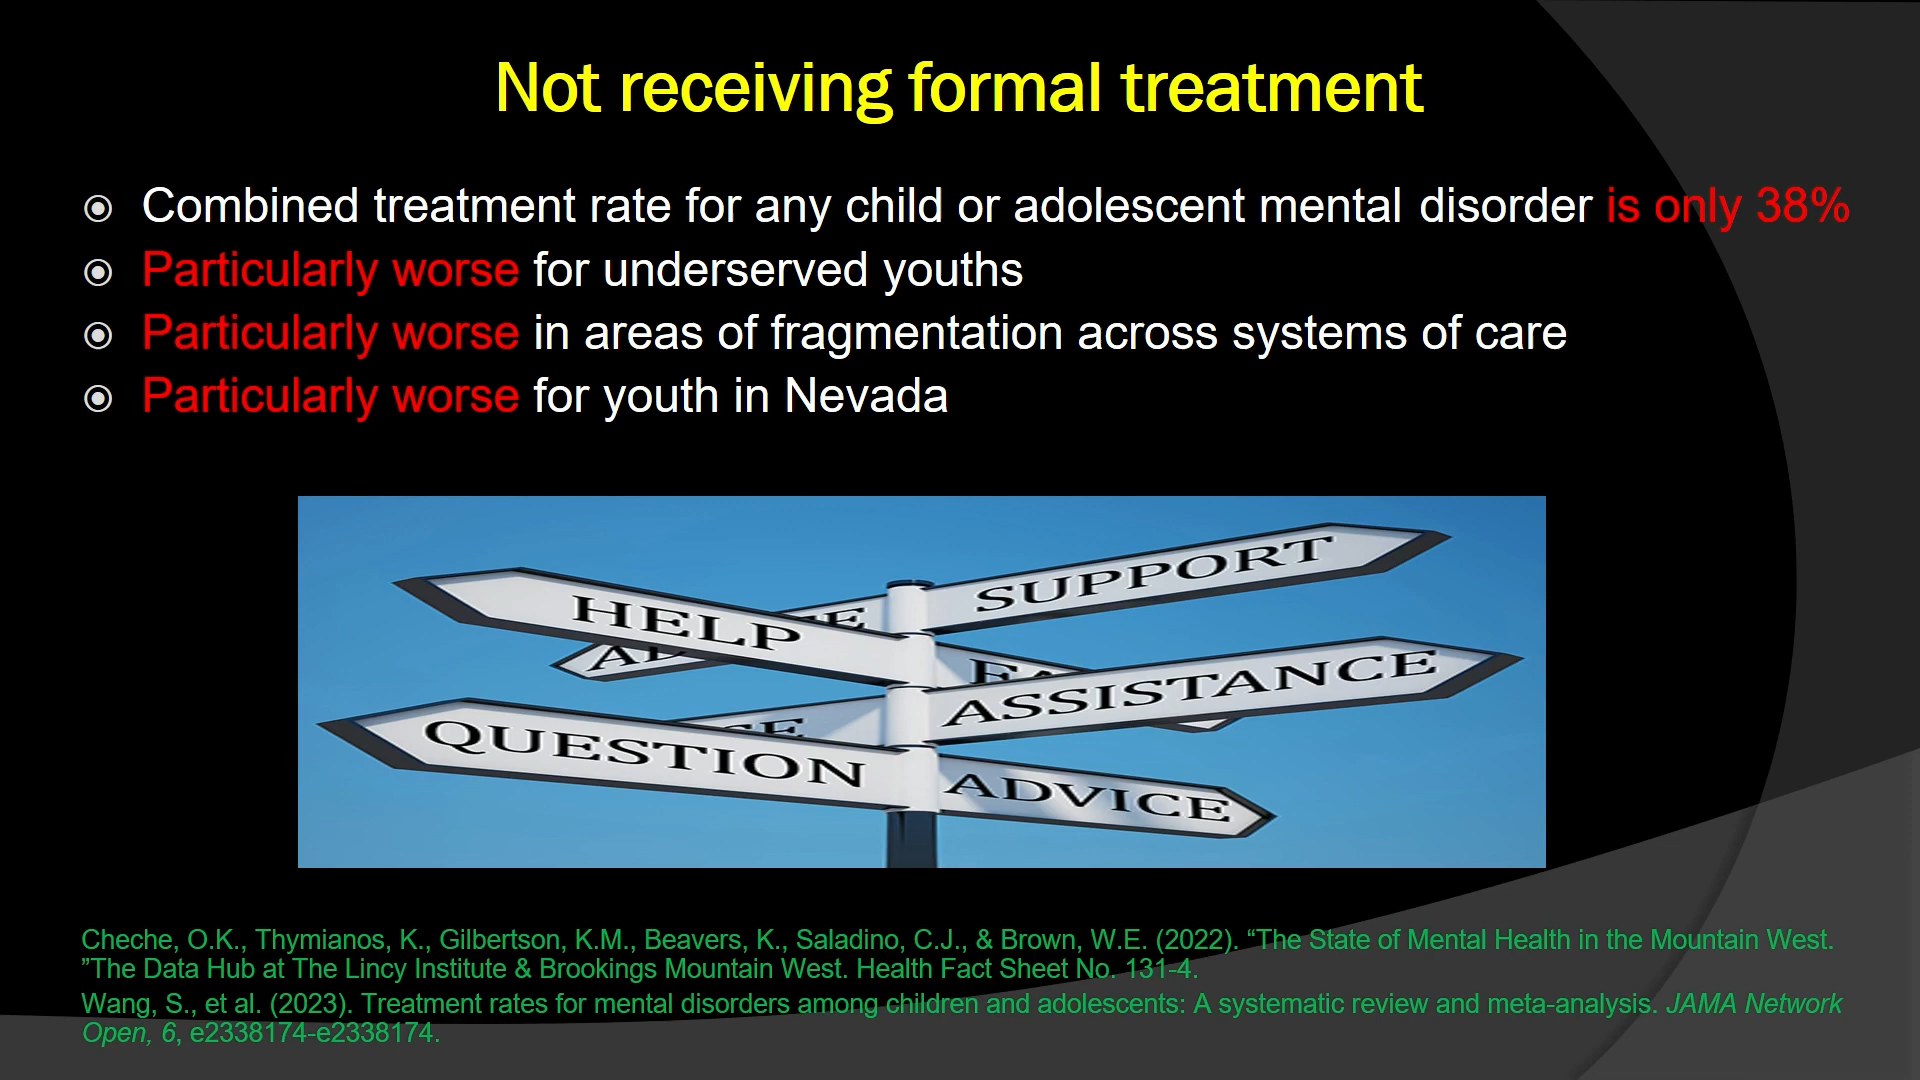 Not receiving formal treatment
Combined treatment rate for any child or adolescent mental disorder is only 38%
Particularly worse for underserved youths
Particularly worse in areas of fragmentation across systems of care
Particularly worse for youth in Nevada
SUPPORT
HELP
ASSISTANCE
QUESTION
ADVICE
Cheche, O.K., Thymianos, K., Gilbertson, K.M., Beavers, K., Saladino, C.J., & Brown, W.E. (2022). “The State of Mental Health in the Mountain West.
”The Data Hub at The Lincy Institute & Brookings Mountain West. Health Fact Sheet No. 131-4.
Wang, S., et al. (2023). Treatment rates for mental disorders among children and adolescents: A systematic review and meta-analysis. JAMA Network
Open, 6, e2338174-e2338174.